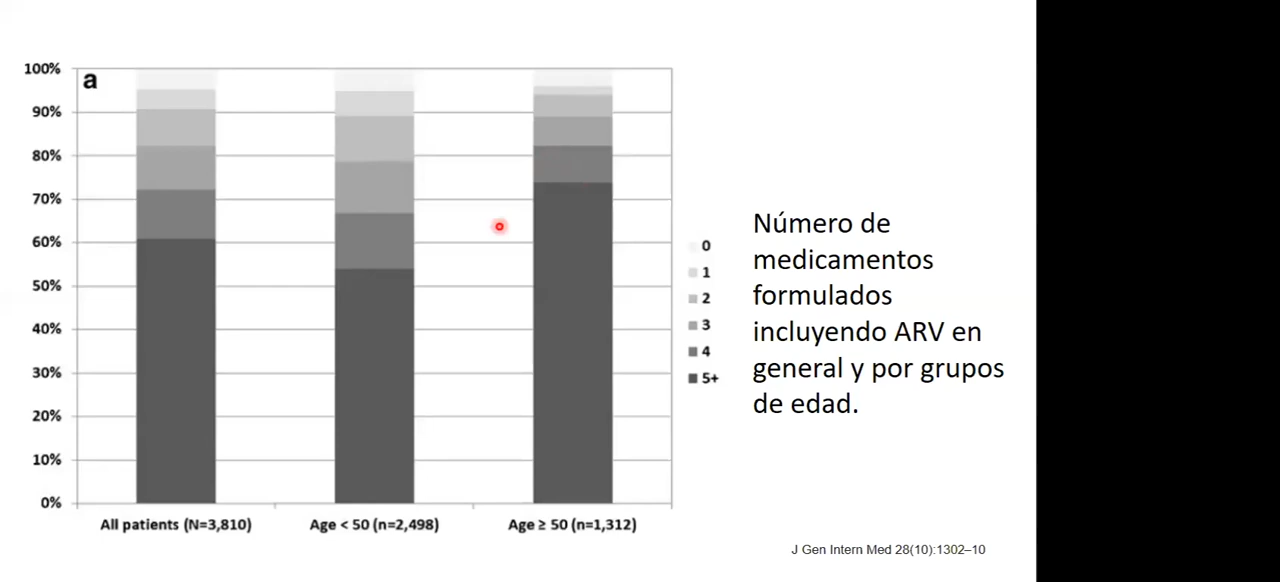 a
100%
90%
80%
70%
60%
50%
40%
30%
20%
10%
0%
All patients (N=3,810)
Age < 50 (n=2,498)
Age ≥ 50 (n=1,312)
0
1
2
3
4
5+
Número de
medicamentos
formulados
incluyendo ARV en
general y por grupos
de edad.
J Gen Intern Med 28(10):1302–10